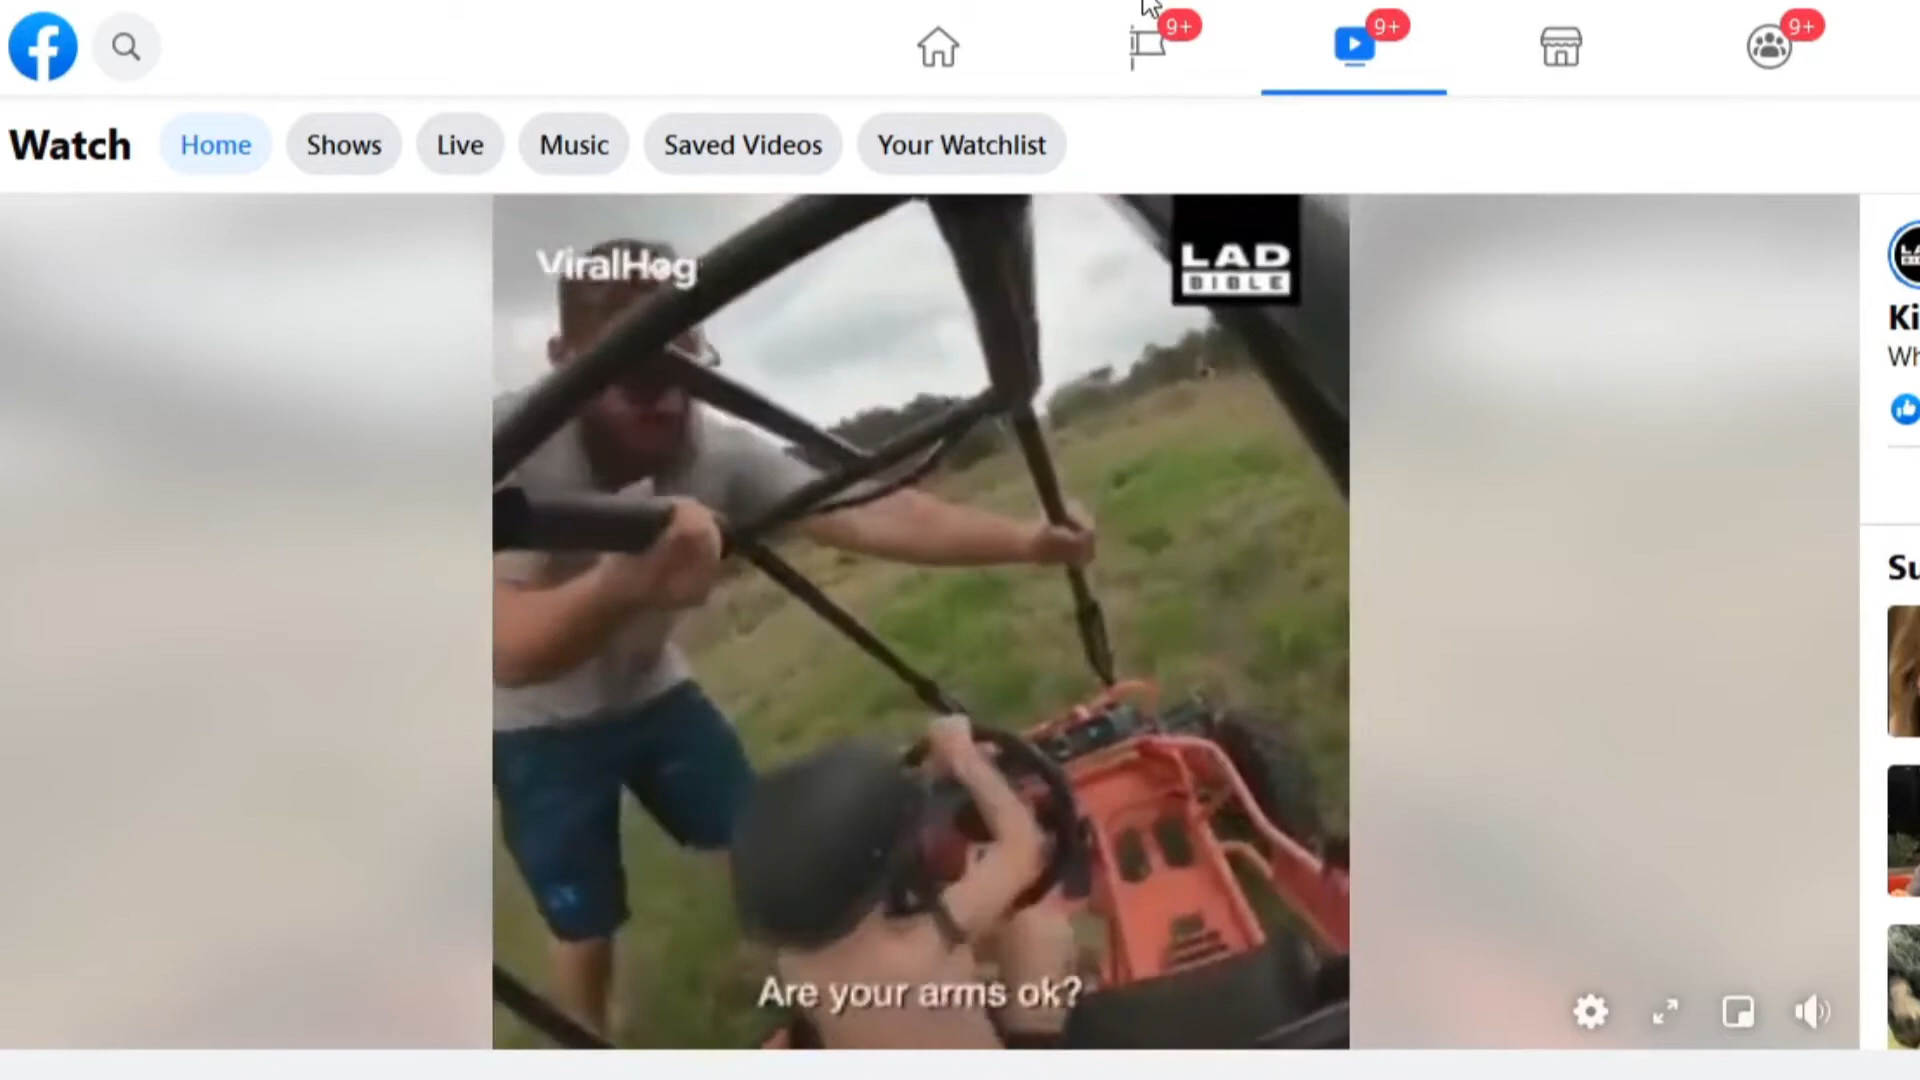 9+
9+
9+
Watch
Home
Shows
Live
Music
Saved Videos
Your Watchlist
ViralHog
LAD
BIBLE
Ki
Wh
Su
Are your arms ok?